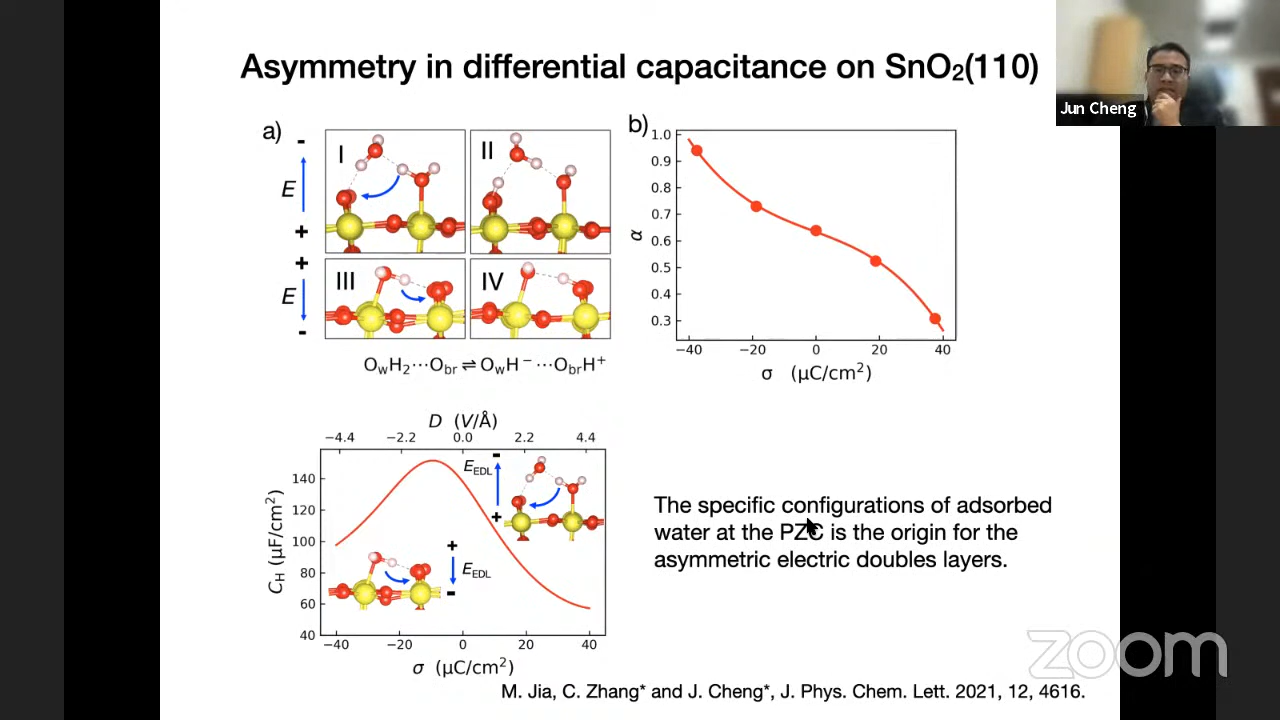 Asymmetry in differential capacitance on SnO₂(110)
Jun Cheng
a)
-
E
+
+
E
-
I
II
III
IV
OwH₂···Obr ⇌ OwH⁻···ObrH⁺
b)
1.0
0.9
0.8
0.7
0.6
0.5
0.4
0.3
α
−40 −20 0 20 40
σ (μC/cm²)
D (V/Å)
−4.4 −2.2 0.0 2.2 4.4
140
120
100
80
60
40
C_H (μF/cm²)
E_EDL
-
+
+
E_EDL
-
−40 −20 0 20 40
σ (μC/cm²)
The specific configurations of adsorbed
water at the PZC is the origin for the
asymmetric electric doubles layers.
zoom
M. Jia, C. Zhang* and J. Cheng*, J. Phys. Chem. Lett. 2021, 12, 4616.